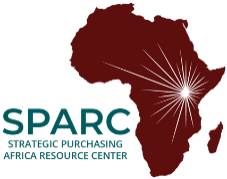 SPARC
STRATEGIC PURCHASING
AFRICA RESOURCE CENTER